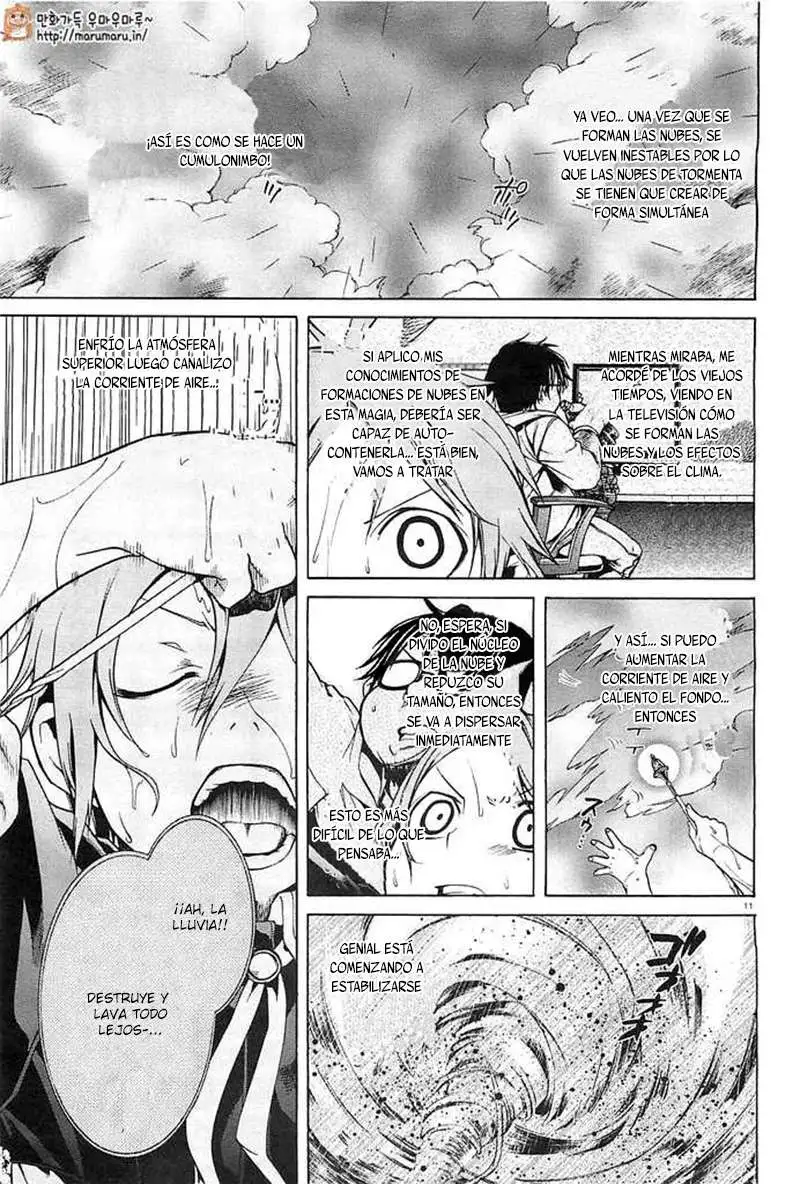 만화가득 우마우마루~
http://marumaru.in/
YA VEO... UNA VEZ QUE SE
FORMAN LAS NUBES, SE
VUELVEN INESTABLES POR LO
QUE LAS NUBES DE TORMENTA
SE TIENEN QUE CREAR DE
FORMA SIMULTÁNEA
¡ASÍ ES COMO SE HACE UN
CUMULONIMBO!
MIENTRAS MIRABA, ME
ACORDÉ DE LOS VIEJOS
TIEMPOS, VIENDO EN
LA TELEVISIÓN CÓMO
SE FORMAN LAS
NUBES Y LOS EFECTOS
SOBRE EL CLIMA.
SI APLICO MIS
CONOCIMIENTOS DE
FORMACIONES DE NUBES EN
ESTA MAGIA, DEBERÍA SER
CAPAZ DE AUTO-
CONTENERLA... ESTÁ BIEN,
VAMOS A TRATAR
Y ASÍ... SI PUEDO
AUMENTAR LA
CORRIENTE DE AIRE Y
CALIENTO EL FONDO...
ENTONCES
NO, ESPERA, SI
DIVIDO EL NÚCLEO
DE LA NUBE Y
REDUZCO SU
TAMAÑO, ENTONCES
SE VA A DISPERSAR
INMEDIATAMENTE
ESTO ES MÁS
DIFÍCIL DE LO QUE
PENSABA...
11
GENIAL ESTÁ
COMENZANDO A
ESTABILIZARSE
ENFRÍO LA ATMÓSFERA
SUPERIOR LUEGO CANALIZO
LA CORRIENTE DE AIRE..!
¡¡AH, LA
LLUVIA!!
DESTRUYE Y
LAVA TODO
LEJOS-...